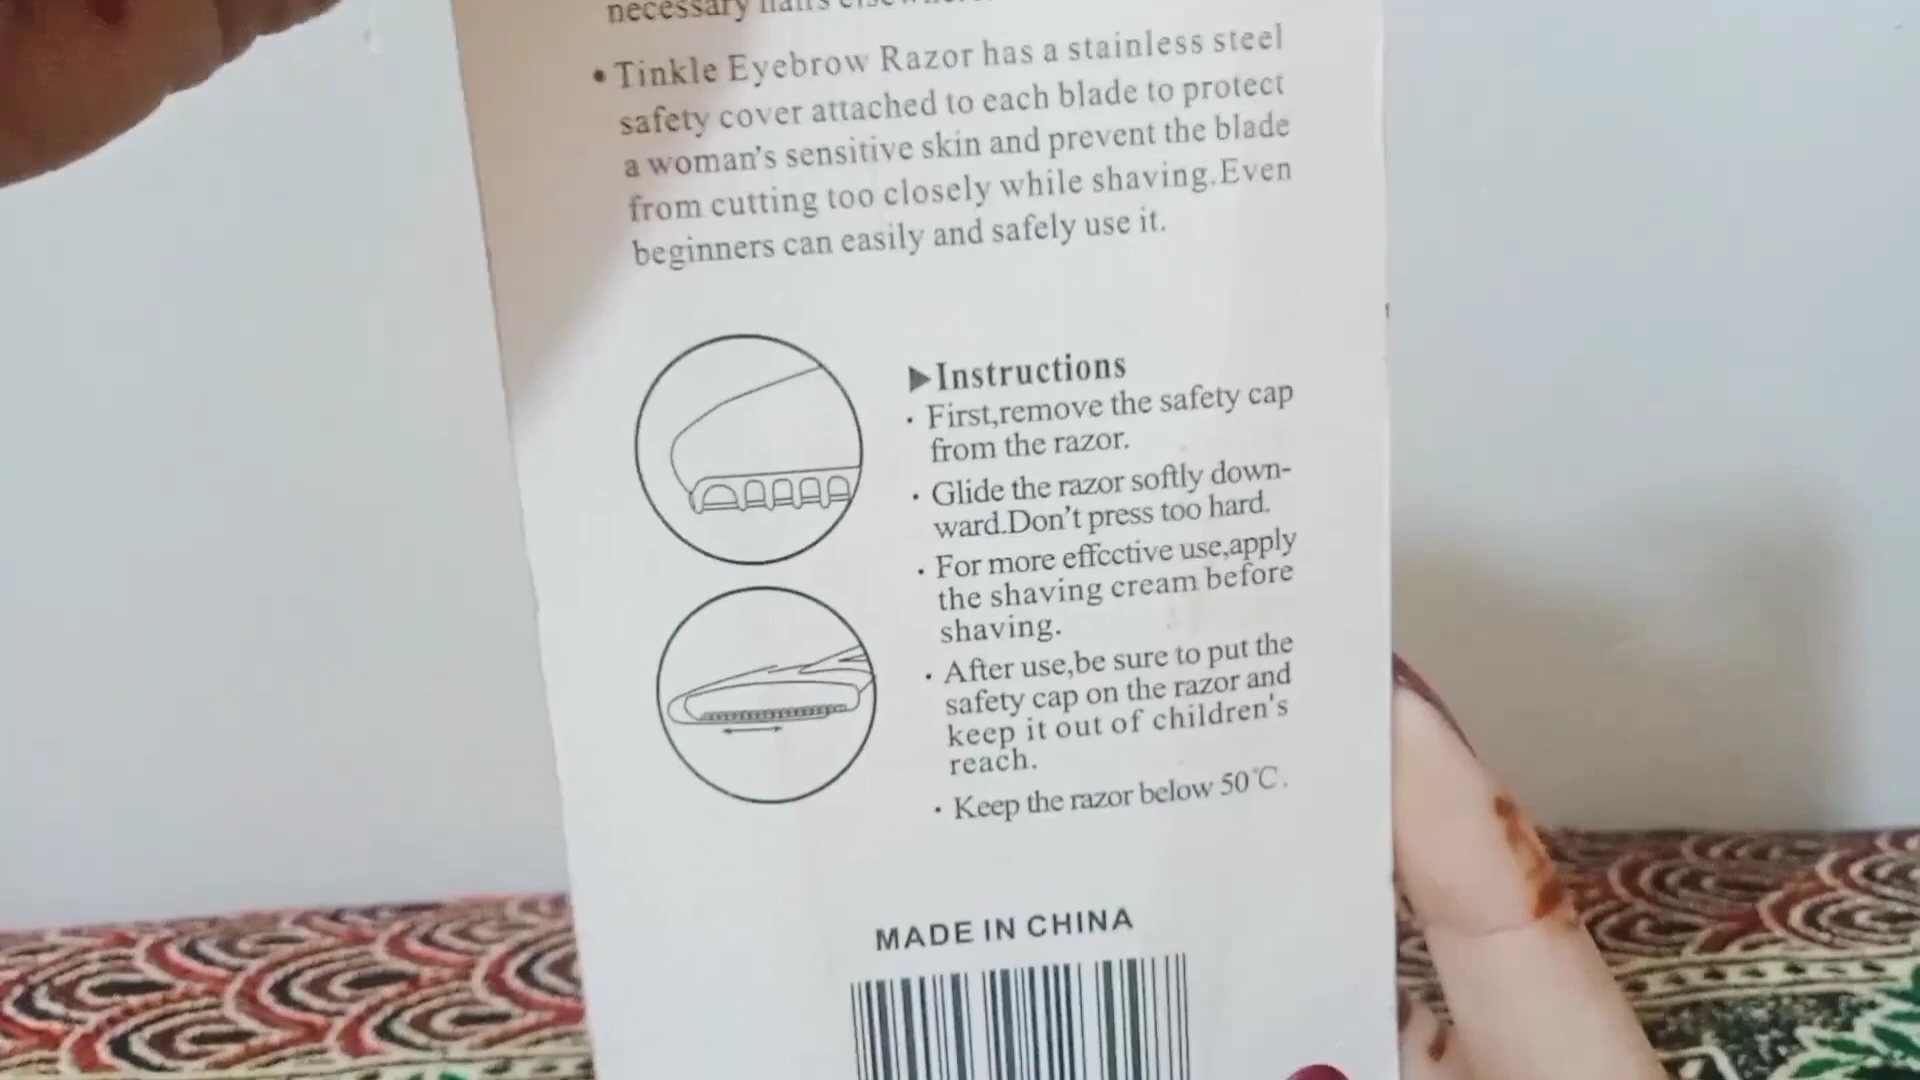 necessary hairs elsewhere.
• Tinkle Eyebrow Razor has a stainless steel
safety cover attached to each blade to protect
a woman's sensitive skin and prevent the blade
from cutting too closely while shaving.Even
beginners can easily and safely use it.
▶Instructions
· First,remove the safety cap
from the razor.
· Glide the razor softly down-
ward.Don't press too hard.
· For more effcctive use,apply
the shaving cream before
shaving.
· After use,be sure to put the
safety cap on the razor and
keep it out of children's
reach.
· Keep the razor below 50℃.
MADE IN CHINA